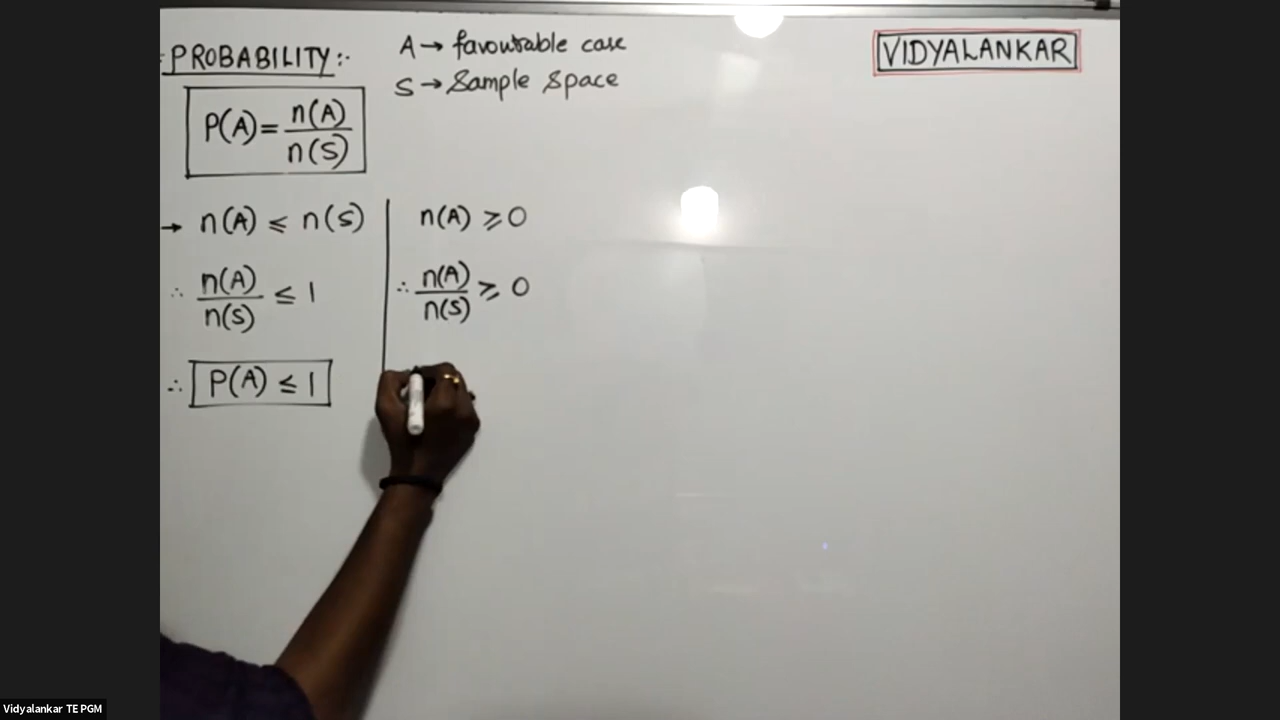 PROBABILITY:-
A → favourable case
S → Sample Space
VIDYALANKAR
P(A) = n(A)/n(S)
→ n(A) ≤ n(S)
∴ n(A)/n(S) ≤ 1
∴ P(A) ≤ 1
n(A) ≥ 0
∴ n(A)/n(S) ≥ 0
Vidyalankar TE PGM